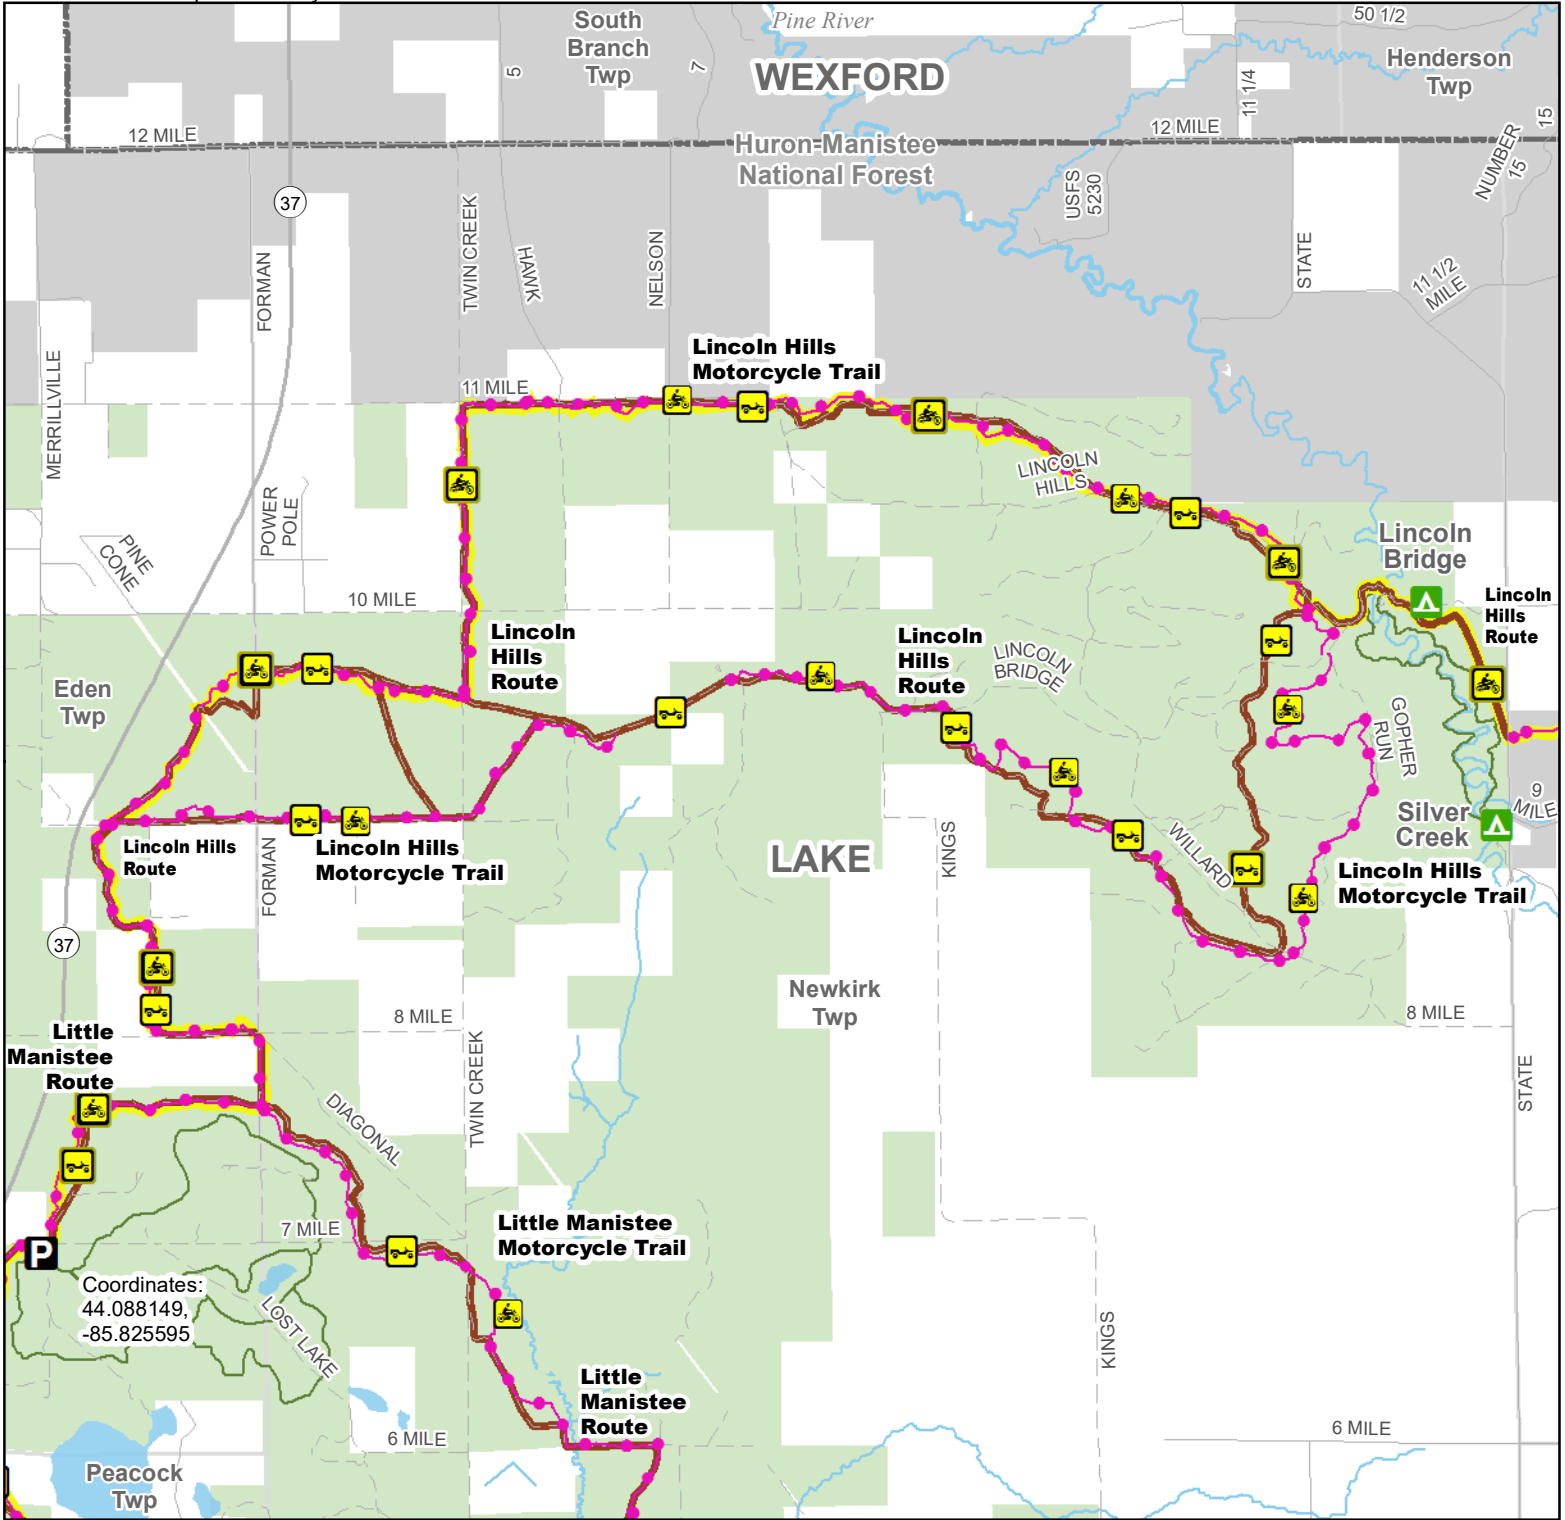 South
Branch
Twp
Pine River
50 1/2
5
7
WEXFORD
Henderson
Twp
11 1/4
15
12 MILE
12 MILE
Huron-Manistee
National Forest
NUMBER
15
USFS
5230
37
TWIN CREEK
HAWK
NELSON
STATE
FORMAN
11 1/2
MILE
MERRILLVILLE
Lincoln Hills
Motorcycle Trail
11 MILE
LINCOLN
HILLS
POWER
POLE
PINE
CONE
Lincoln
Bridge
10 MILE
Lincoln
Hills
Route
Lincoln
Hills
Route
Lincoln
Hills
Route
LINCOLN
BRIDGE
Eden
Twp
GOPHER
RUN
9
MILE
Silver
Creek
WILLARD
KINGS
LAKE
Lincoln Hills
Route
FORMAN
Lincoln Hills
Motorcycle Trail
Lincoln Hills
Motorcycle Trail
37
Newkirk
Twp
8 MILE
8 MILE
Little
Manistee
Route
TWIN CREEK
STATE
DIAGONAL
7 MILE
Little Manistee
Motorcycle Trail
P
Coordinates:
44.088149,
-85.825595
LOST LAKE
KINGS
Little
Manistee
Route
6 MILE
6 MILE
Peacock
Twp